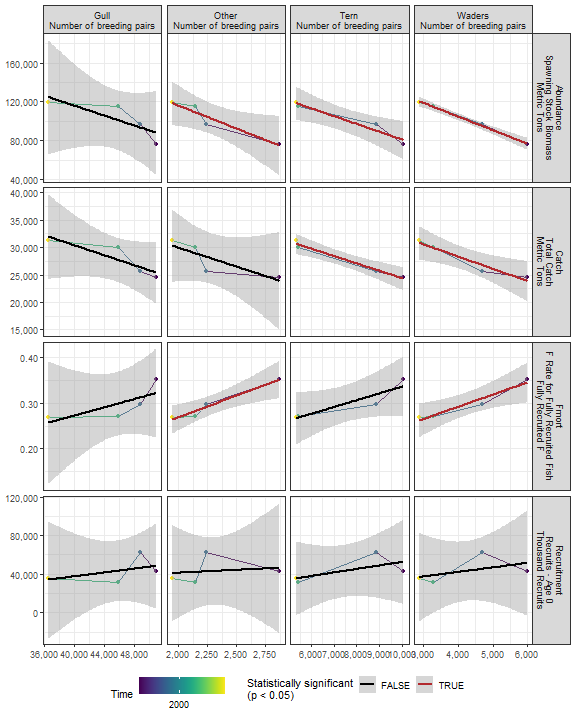 Gull
Number of breeding pairs
Other
Number of breeding pairs
Tern
Number of breeding pairs
Waders
Number of breeding pairs
160,000
120,000
80,000
40,000
Abundance
Spawning Stock Biomass
Metric Tons
40,000
35,000
30,000
25,000
20,000
15,000
Catch
Total Catch
Metric Tons
0.40
0.30
0.20
Fmort
F Rate for Fully Recruited Fish
Fully Recruited F
120,000
80,000
40,000
0
Recruitment
Recruits - Age 0
Thousand Recruits
36,000 40,000 44,000 48,000
2,000 2,250 2,500 2,750
6,000 7,000 8,000 9,000 10,000
3,000 4,000 5,000 6,000
Time
2000
Statistically significant
(p < 0.05)
FALSE
TRUE